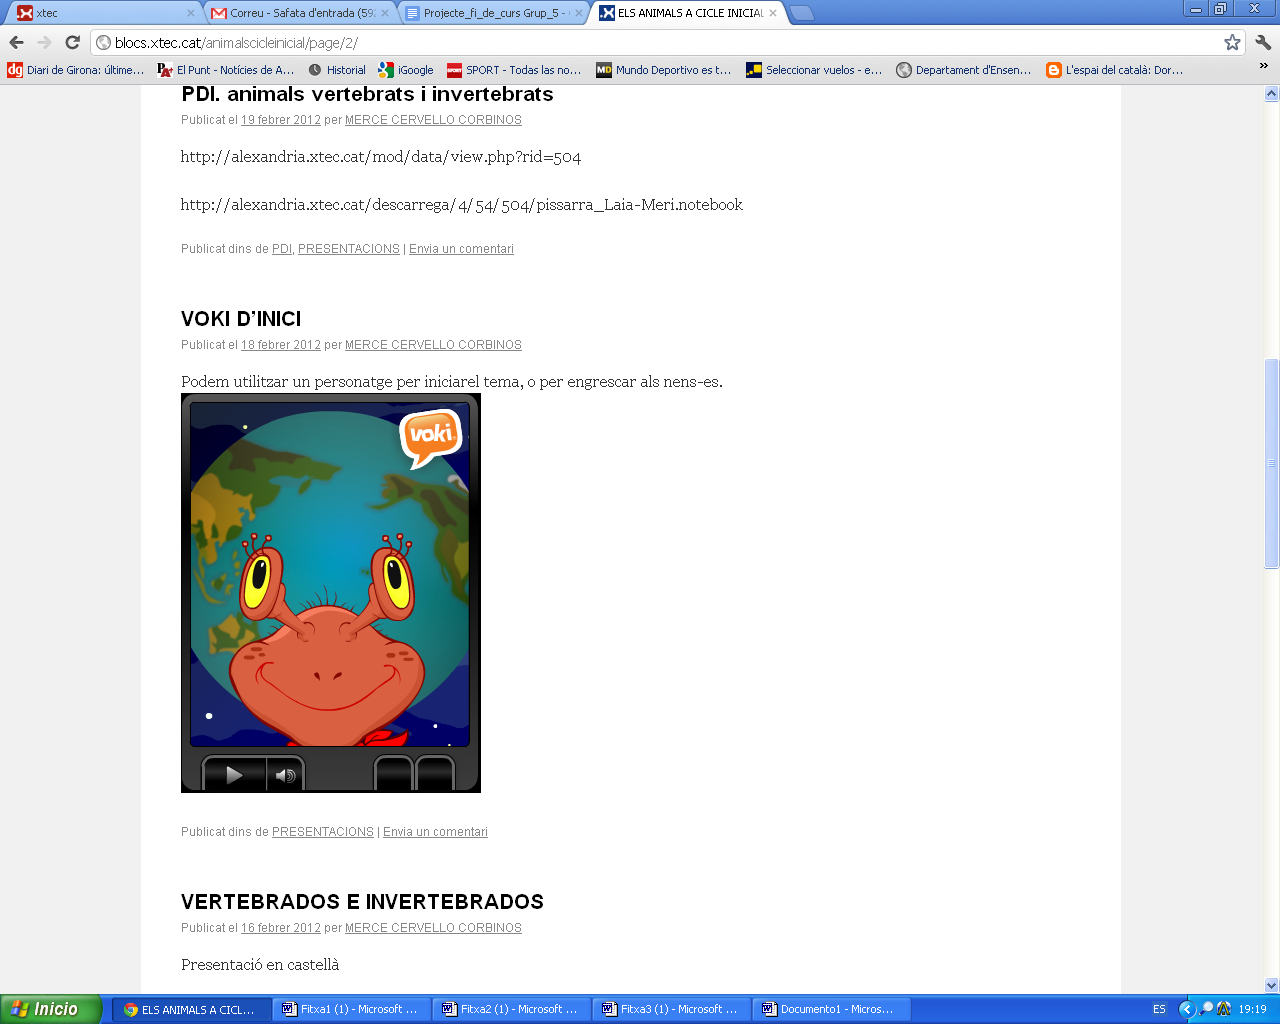 xtec
Correu - Safata d'entrada (592
Projecte_fi_de_curs Grup_5 -
ELS ANIMALS A CICLE INICIAL
blocs.xtec.cat/animalscicleinicial/page/2/
Diari de Girona: últime...
El Punt - Notícies de A...
Historial
iGoogle
SPORT - Todas las no...
Mundo Deportivo es t...
Seleccionar vuelos - e...
Departament d'Ensen...
L'espai del català: Dor...
PDI. animals vertebrats i invertebrats
Publicat el 19 febrer 2012 per MERCE CERVELLO CORBINOS
http://alexandria.xtec.cat/mod/data/view.php?rid=504
http://alexandria.xtec.cat/descarrega/4/54/504/pissarra_Laia-Meri.notebook
Publicat dins de PDI, PRESENTACIONS | Envia un comentari
VOKI D’INICI
Publicat el 18 febrer 2012 per MERCE CERVELLO CORBINOS
Podem utilitzar un personatge per iniciarel tema, o per engrescar als nens-es.
voki
Publicat dins de PRESENTACIONS | Envia un comentari
VERTEBRADOS E INVERTEBRADOS
Publicat el 16 febrer 2012 per MERCE CERVELLO CORBINOS
Presentació en castellà
Inicio
ELS ANIMALS A CICL...
Fitxa1 (1) - Microsoft ...
Fitxa2 (1) - Microsoft ...
Fitxa3 (1) - Microsoft ...
Documento1 - Micros...
ES
19:19